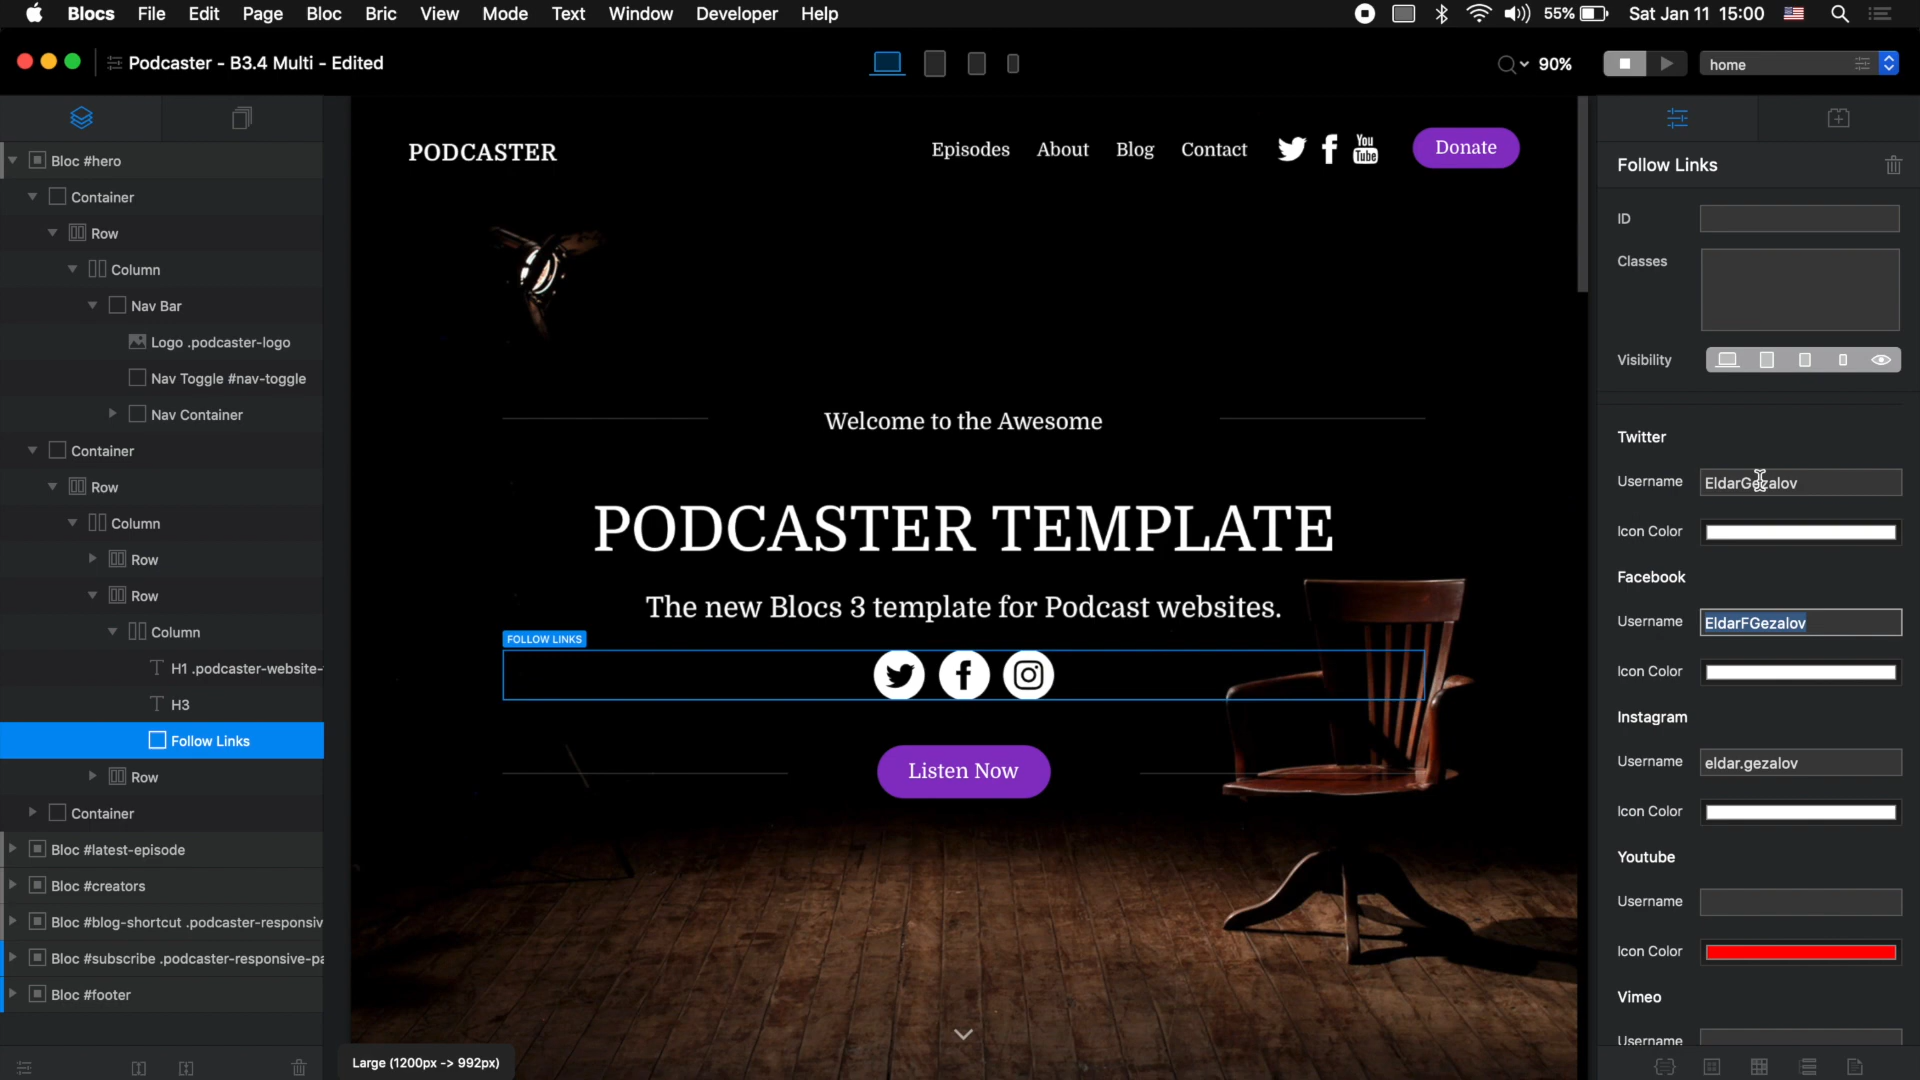 Blocs File Edit Page Bloc Bric View Mode Text Window Developer Help 55% Sat Jan 11 15:00
Podcaster - B3.4 Multi - Edited 90% home
Bloc #hero
Container
Row
Column
Nav Bar
Logo .podcaster-logo
Nav Toggle #nav-toggle
Nav Container
Container
Row
Column
Row
Row
Column
H1 .podcaster-website-
H3
Follow Links
Row
Container
Bloc #latest-episode
Bloc #creators
Bloc #blog-shortcut .podcaster-responsiv
Bloc #subscribe .podcaster-responsive-pa
Bloc #footer
PODCASTER Episodes About Blog Contact You Tube Donate
Welcome to the Awesome
PODCASTER TEMPLATE
The new Blocs 3 template for Podcast websites.
FOLLOW LINKS
Listen Now
Large (1200px -> 992px)
Follow Links
ID
Classes
Visibility
Twitter
Username EldarGezalov
Icon Color
Facebook
Username EldarFGezalov
Icon Color
Instagram
Username eldar.gezalov
Icon Color
Youtube
Username
Icon Color
Vimeo
Username